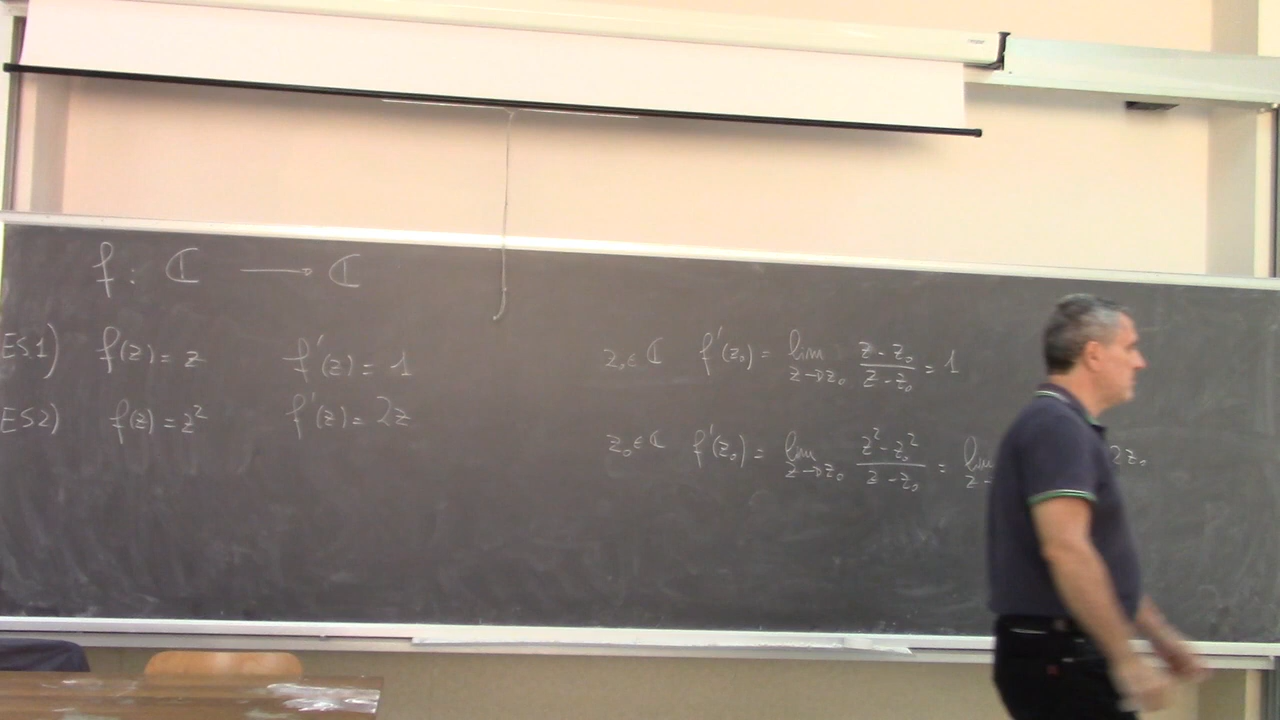 f: ℂ → ℂ
ES1) f(z) = z f'(z) = 1 z₀ ∈ ℂ f'(z₀) = lim z→z₀ (z - z₀)/(z - z₀) = 1
ES2) f(z) = z² f'(z) = 2z z₀ ∈ ℂ f'(z₀) = lim z→z₀ (z² - z₀²)/(z - z₀) = lim 2z₀